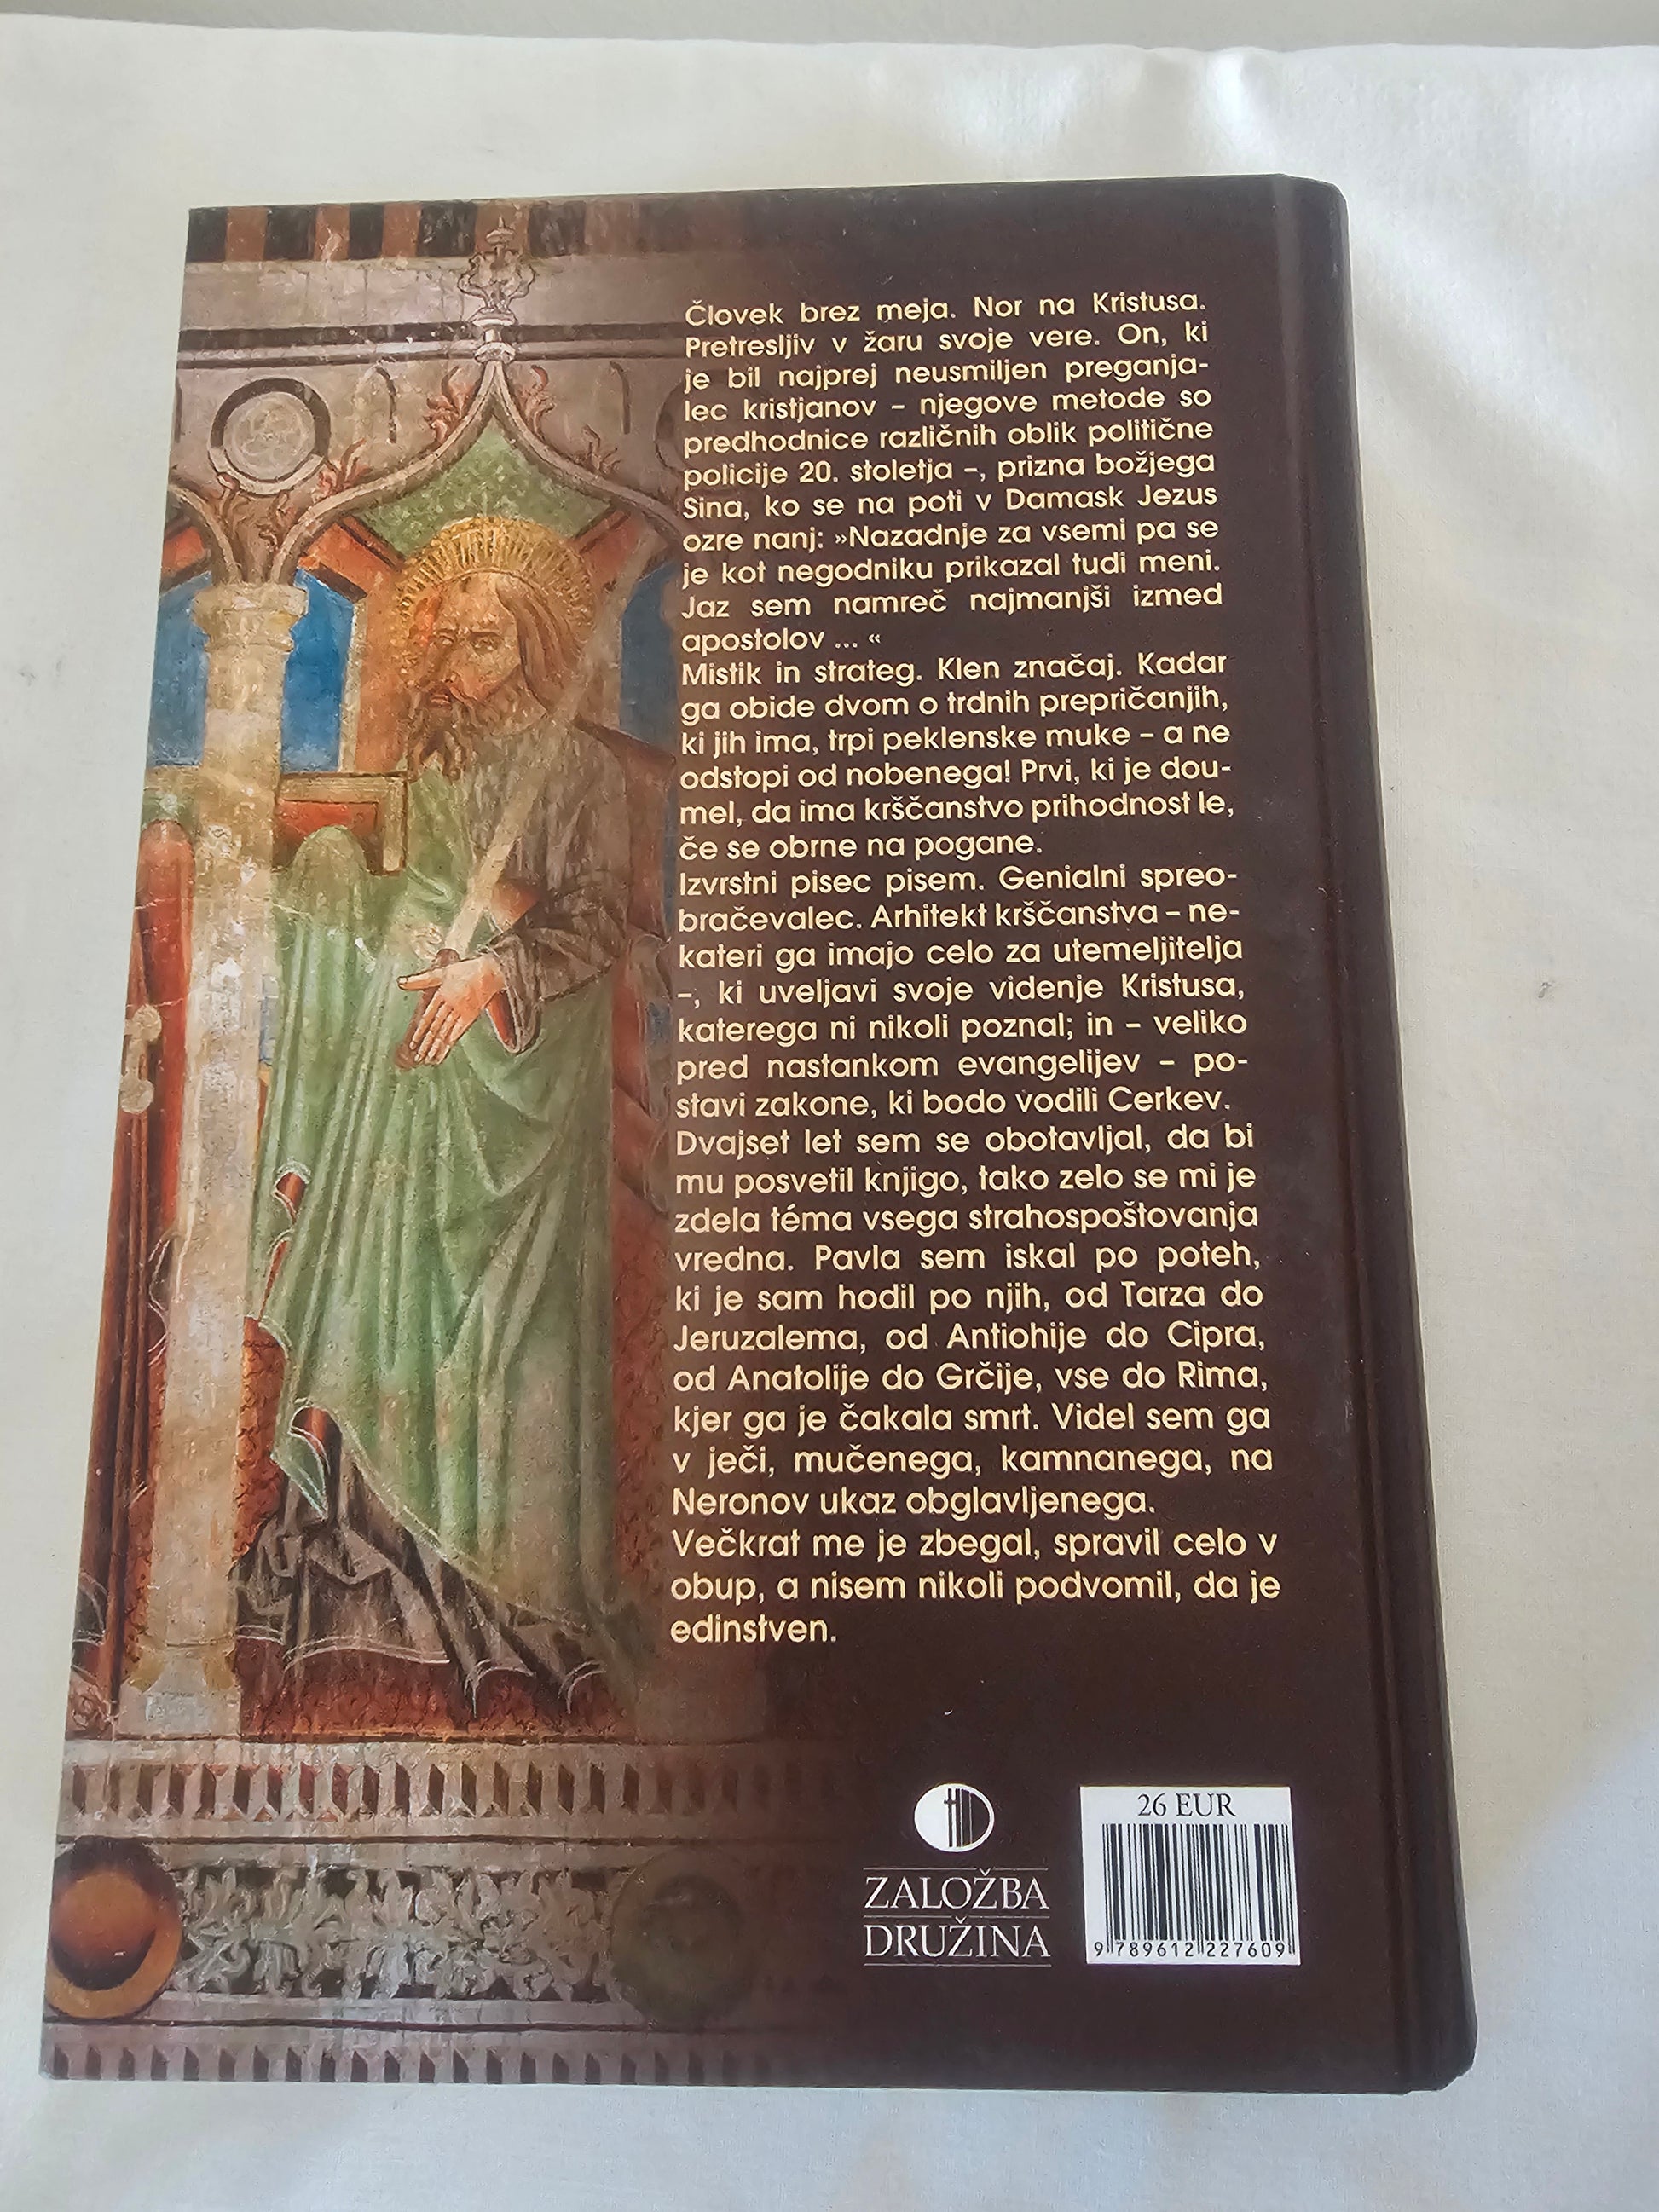 Človek brez meja. Nor na Kristusa.
Pretresljiv v žaru svoje vere. On, ki
je bil najprej neusmiljen preganja-
lec kristjanov – njegove metode so
predhodnice različnih oblik politične
policije 20. stoletja –, prizna božjega
Sina, ko se na poti v Damask Jezus
ozre nanj: »Nazadnje za vsemi pa se
je kot negodniku prikazal tudi meni.
Jaz sem namreč najmanjši izmed
apostolov ... «
Mistik in strateg. Klen značaj. Kadar
ga obide dvom o trdnih prepričanjih,
ki jih ima, trpi peklenske muke – a ne
odstopi od nobenega! Prvi, ki je dou-
mel, da ima krščanstvo prihodnost le,
če se obrne na pogane.
Izvrstni pisec pisem. Genialni spreo-
bračevalec. Arhitekt krščanstva – ne-
kateri ga imajo celo za utemeljitelja
–, ki uveljavi svoje videnje Kristusa,
katerega ni nikoli poznal; in – veliko
pred nastankom evangelijev – po-
stavi zakone, ki bodo vodili Cerkev.
Dvajset let sem se obotavljal, da bi
mu posvetil knjigo, tako zelo se mi je
zdela téma vsega strahospoštovanja
vredna. Pavla sem iskal po poteh,
ki je sam hodil po njih, od Tarza do
Jeruzalema, od Antiohije do Cipra,
od Anatolije do Grčije, vse do Rima,
kjer ga je čakala smrt. Videl sem ga
v ječi, mučenega, kamnanega, na
Neronov ukaz obglavljenega.
Večkrat me je zbegal, spravil celo v
obup, a nisem nikoli podvomil, da je
edinstven.
ZALOŽBA
DRUŽINA
26 EUR
9 789612 227609